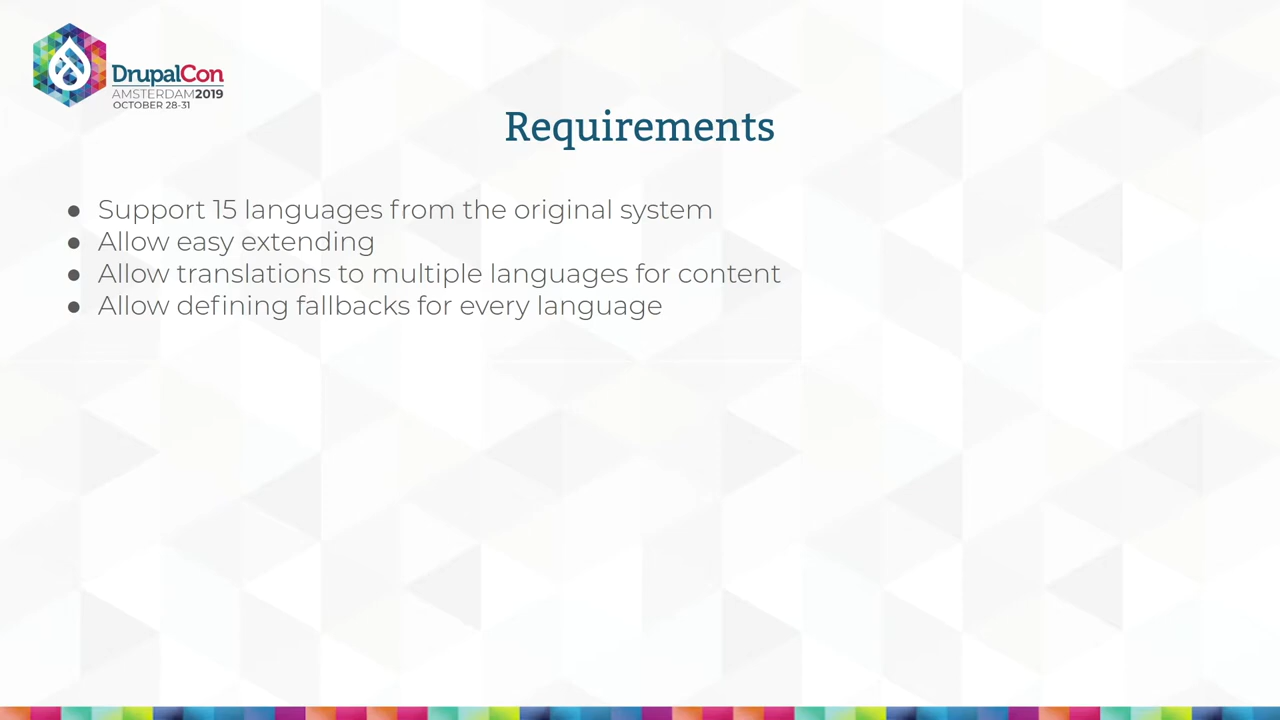 DrupalCon
AMSTERDAM2019
OCTOBER 28-31
Requirements
● Support 15 languages from the original system
● Allow easy extending
● Allow translations to multiple languages for content
● Allow defining fallbacks for every language